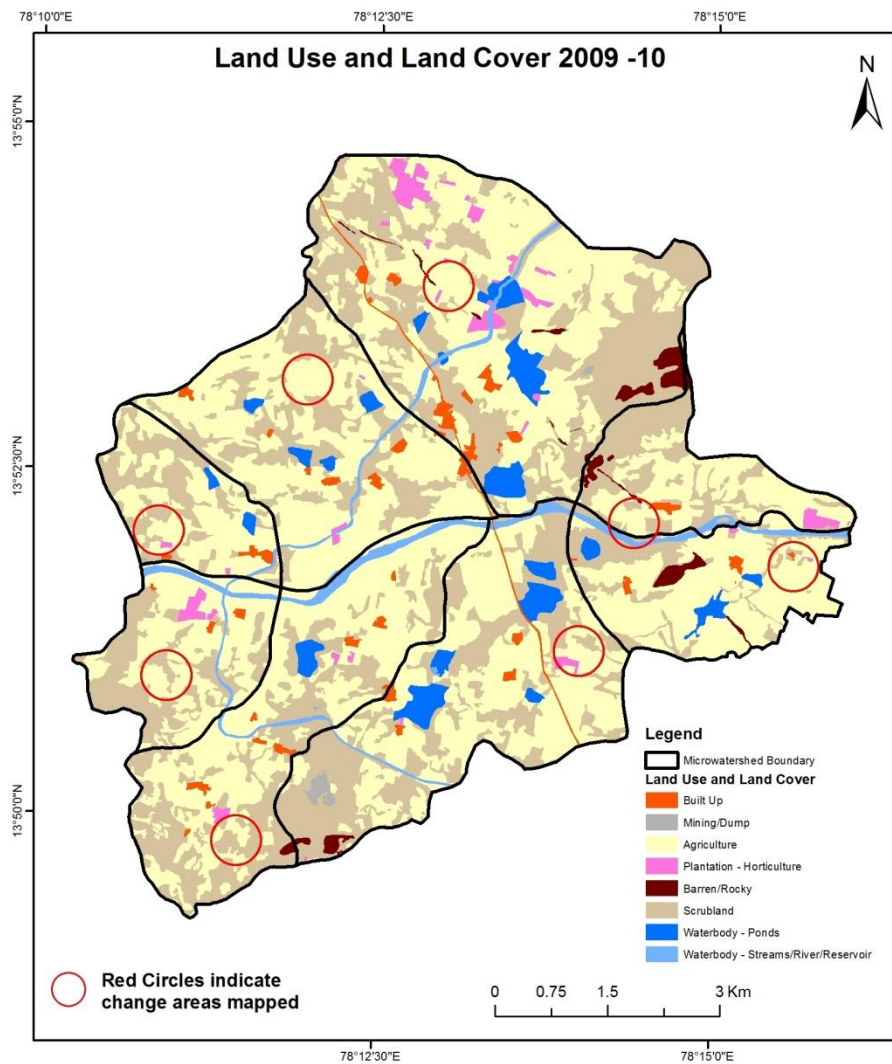 78°10'0"E 78°12'30"E 78°15'0"E
Land Use and Land Cover 2009 -10
N
13°55'0"N
13°52'30"N
13°50'0"N
Legend
Microwatershed Boundary
Land Use and Land Cover
Built Up
Mining/Dump
Agriculture
Plantation - Horticulture
Barren/Rocky
Scrubland
Waterbody - Ponds
Waterbody - Streams/River/Reservoir
Red Circles indicate
change areas mapped
0 0.75 1.5 3 Km
78°12'30"E 78°15'0"E